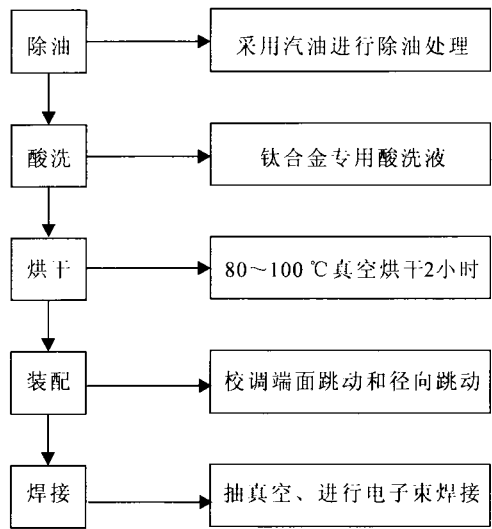 除油
采用汽油进行除油处理
酸洗
钛合金专用酸洗液
烘干
80～100 ℃真空烘干2小时
装配
校调端面跳动和径向跳动
焊接
抽真空、进行电子束焊接